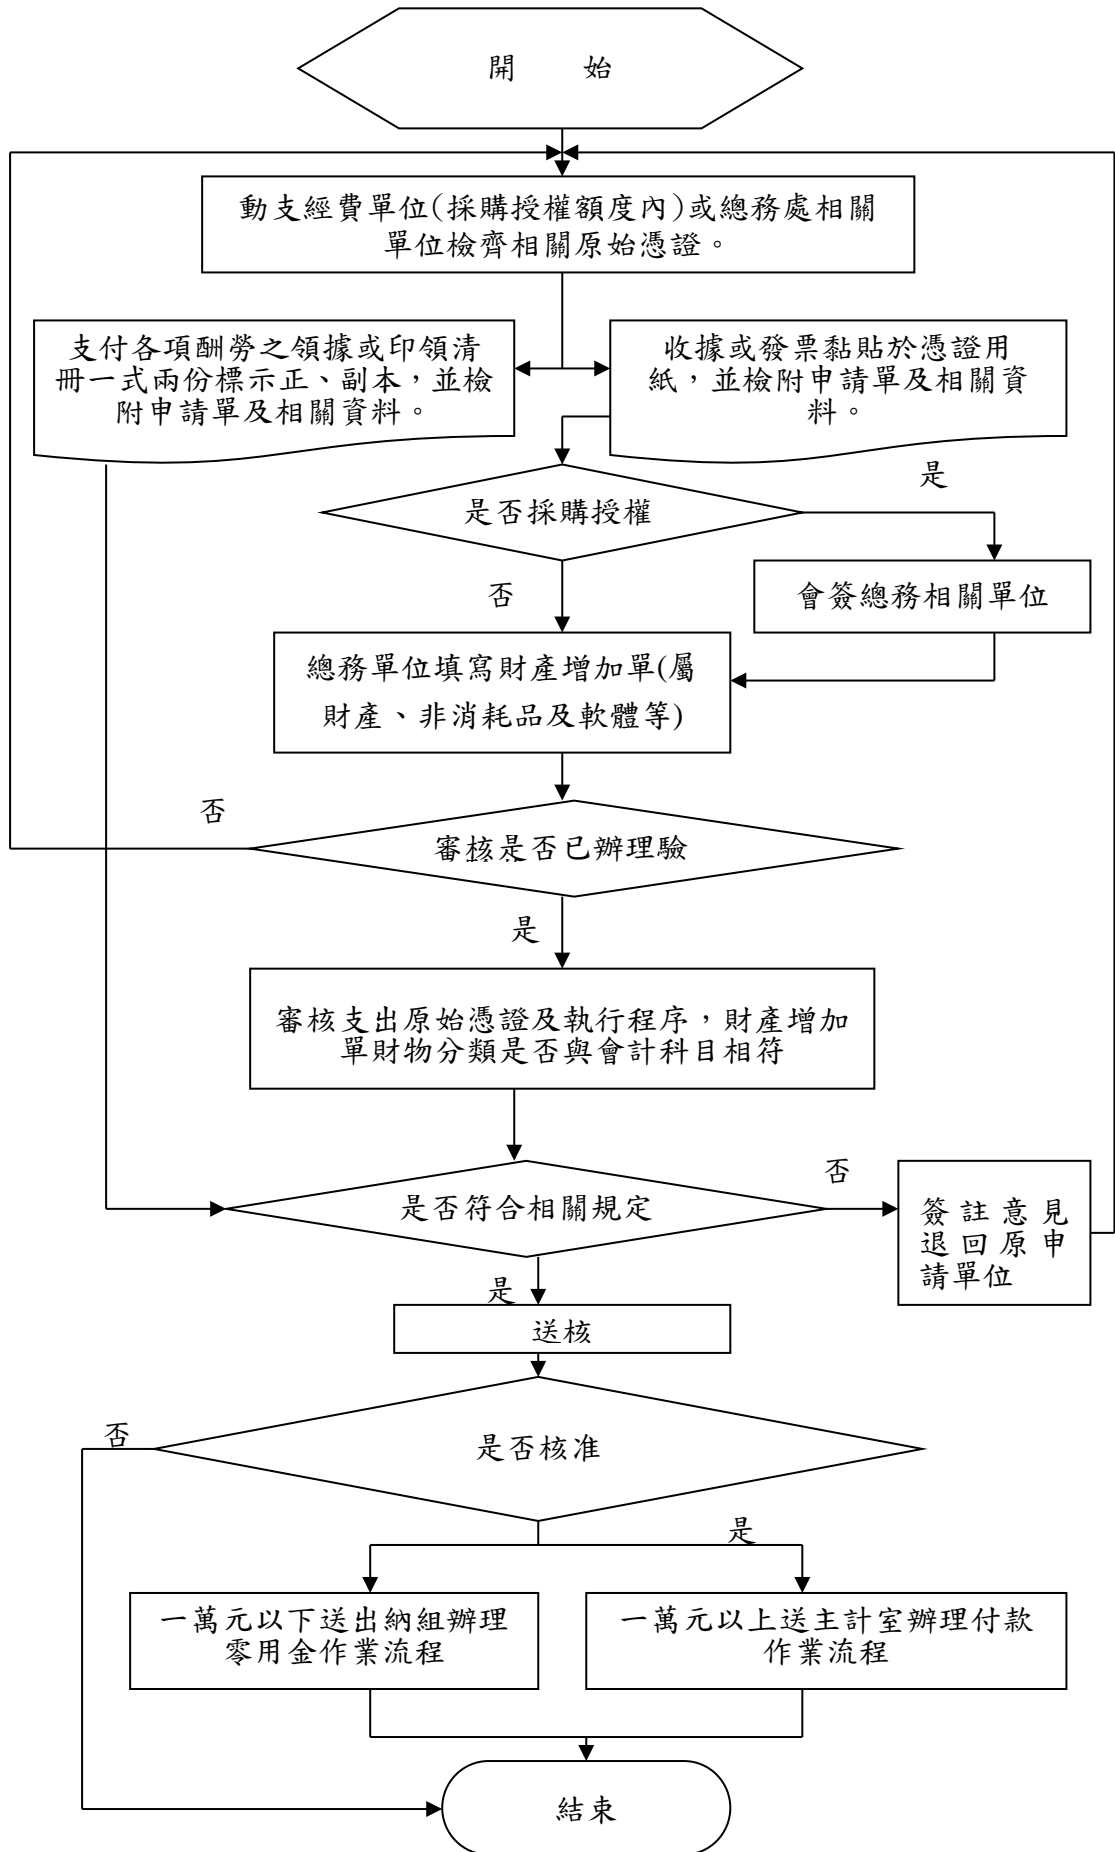 開 始
動支經費單位(採購授權額度內)或總務處相關
單位檢齊相關原始憑證。
支付各項酬勞之領據或印領清
冊一式兩份標示正、副本，並檢
附申請單及相關資料。
收據或發票黏貼於憑證用
紙，並檢附申請單及相關資
料。
是
是否採購授權
否
會簽總務相關單位
總務單位填寫財產增加單(屬
財產、非消耗品及軟體等)
否
審核是否已辦理驗
是
審核支出原始憑證及執行程序，財產增加
單財物分類是否與會計科目相符
是否符合相關規定
否
簽註意見
退回原申
請單位
是
送核
否
是否核准
是
一萬元以下送出納組辦理
零用金作業流程
一萬元以上送主計室辦理付款
作業流程
結束